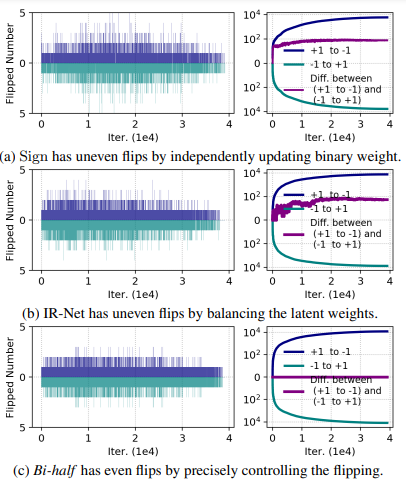 5
0
5
Flipped Number
0 1 2 3 4
Iter. (1e4)
10^4
10^2
0
10^2
10^4
+1 to -1
-1 to +1
Diff. between
(+1 to -1) and
(-1 to +1)
0 1 2 3 4
Iter. (1e4)
(a) Sign has uneven flips by independently updating binary weight.
5
0
5
Flipped Number
0 1 2 3 4
Iter. (1e4)
10^4
10^2
0
10^2
10^4
+1 to -1
-1 to +1
Diff. between
(+1 to -1) and
(-1 to +1)
0 1 2 3 4
Iter. (1e4)
(b) IR-Net has uneven flips by balancing the latent weights.
5
0
5
Flipped Number
0 1 2 3 4
Iter. (1e4)
10^4
10^2
0
10^2
10^4
+1 to -1
-1 to +1
Diff. between
(+1 to -1) and
(-1 to +1)
0 1 2 3 4
Iter. (1e4)
(c) Bi-half has even flips by precisely controlling the flipping.